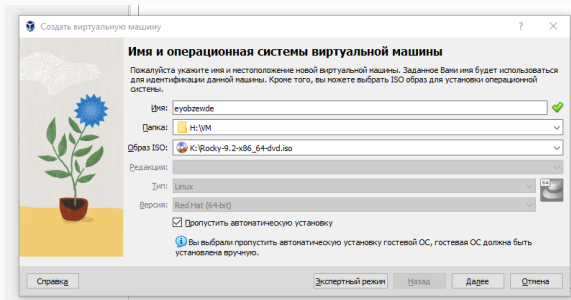 Создать виртуальную машину
Имя и операционная системы виртуальной машины
Пожалуйста укажите имя и местоположение новой виртуальной машины. Заданное Вами имя будет использоваться
для идентификации данной машины. Кроме того, вы можете выбрать ISO образ для установки операционной
системы.
Имя: eyobzewde
Папка: H:\VM
Образ ISO: K:\Rocky-9.2-x86_64-dvd.iso
Редакция:
Тип: Linux
64
Версия: Red Hat (64-bit)
Пропустить автоматическую установку
Вы выбрали пропустить автоматическую установку гостевой ОС, гостевая ОС должна быть
установлена вручную.
Справка Экспертный режим Назад Далее Отмена